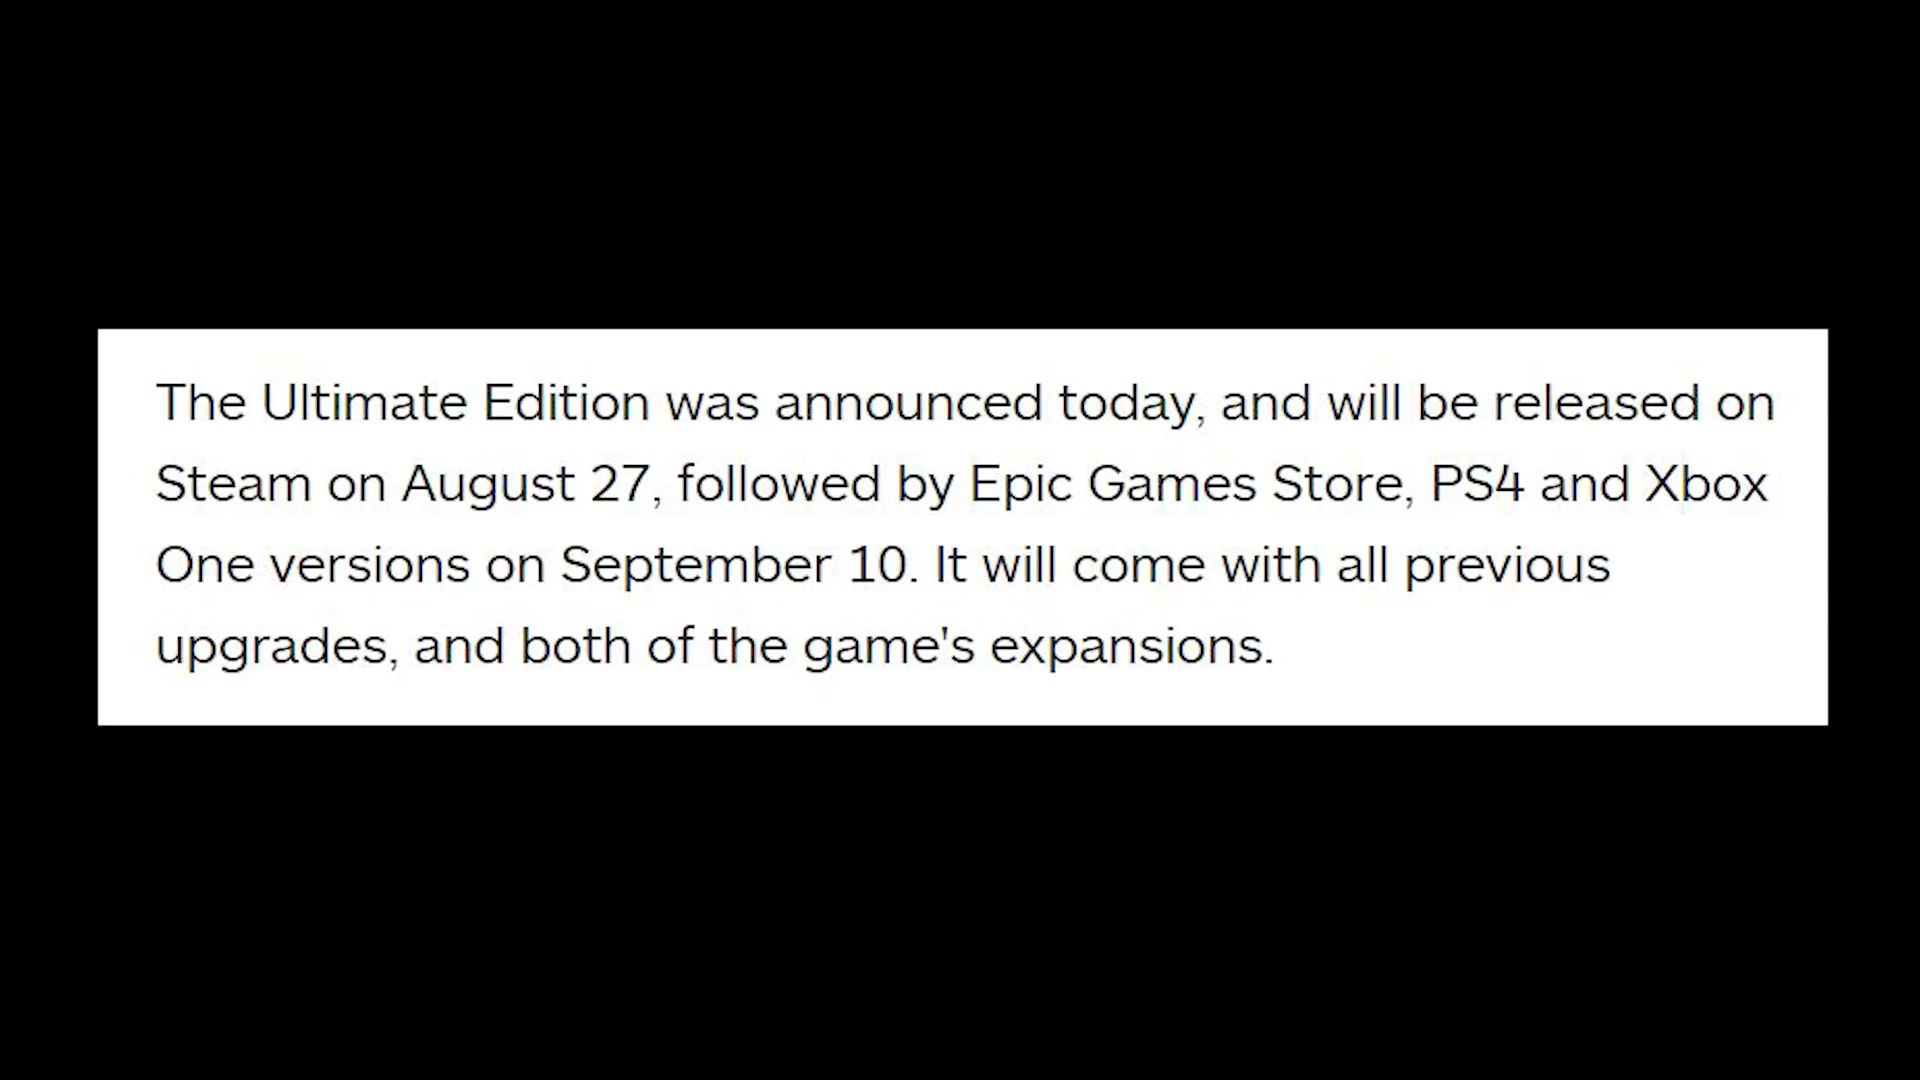 The Ultimate Edition was announced today, and will be released on
Steam on August 27, followed by Epic Games Store, PS4 and Xbox
One versions on September 10. It will come with all previous
upgrades, and both of the game's expansions.